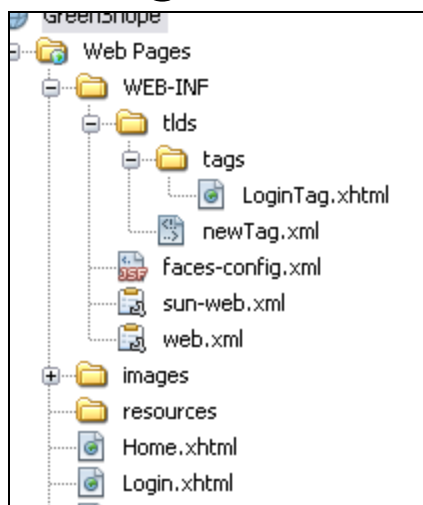 GreenShope
Web Pages
WEB-INF
tlds
tags
LoginTag.xhtml
newTag.xml
faces-config.xml
sun-web.xml
web.xml
images
resources
Home.xhtml
Login.xhtml